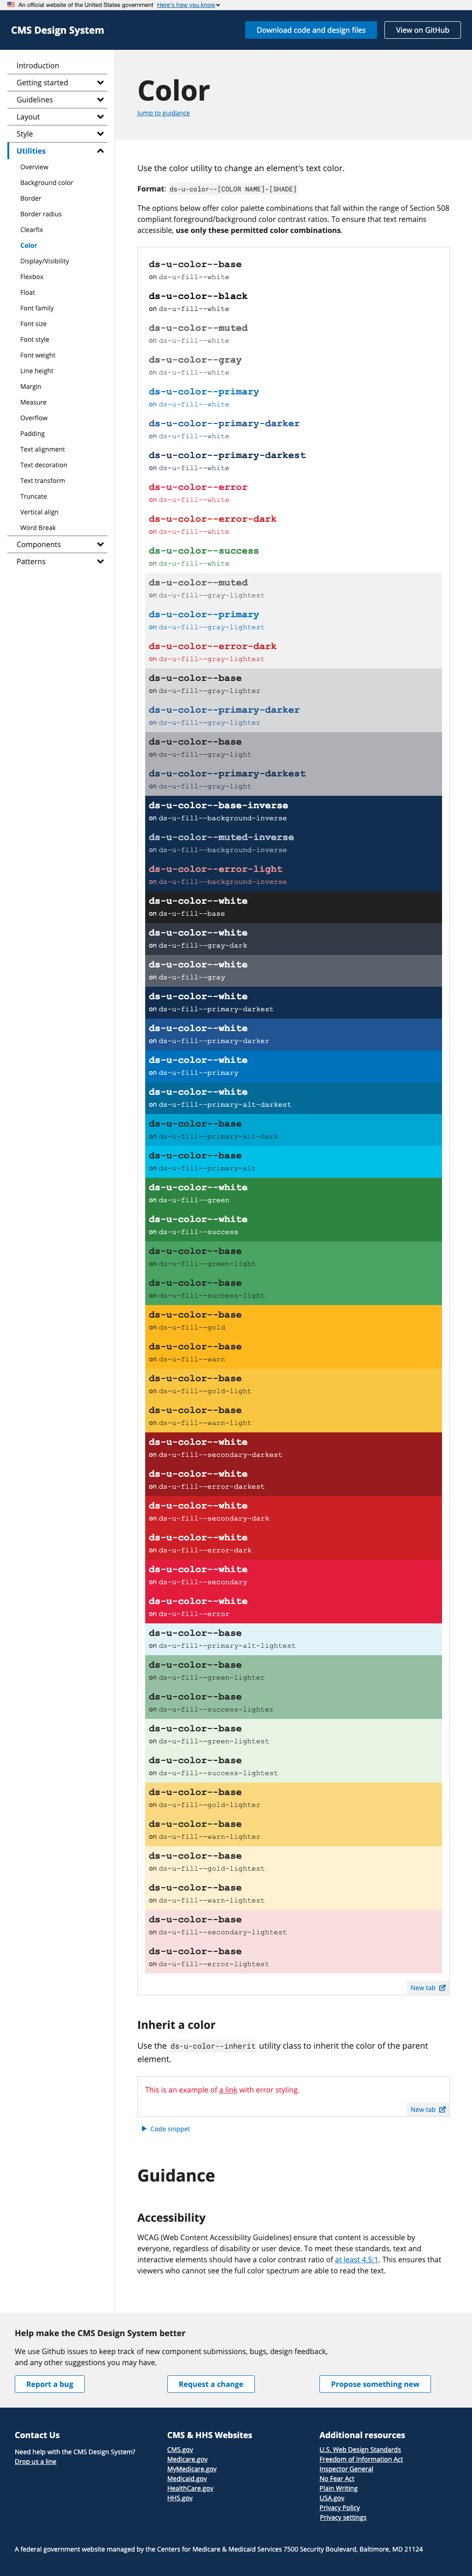 An official website of the United States government Here's how you know
CMS Design System
Download code and design files
View on GitHub
Introduction
Getting started
Guidelines
Layout
Style
Utilities
Overview
Background color
Border
Border radius
Clearfix
Color
Display/Visibility
Flexbox
Float
Font family
Font size
Font style
Font weight
Line height
Margin
Measure
Overflow
Padding
Text alignment
Text decoration
Text transform
Truncate
Vertical align
Word Break
Components
Patterns
Color
Jump to guidance
Use the color utility to change an element's text color.
Format: ds-u-color--[COLOR NAME]-[SHADE]
The options below offer color palette combinations that fall within the range of Section 508
compliant foreground/background color contrast ratios. To ensure that text remains
accessible, use only these permitted color combinations.
ds-u-color--base
on ds-u-fill--white
ds-u-color--black
on ds-u-fill--white
ds-u-color--muted
on ds-u-fill--white
ds-u-color--gray
on ds-u-fill--white
ds-u-color--primary
on ds-u-fill--white
ds-u-color--primary-darker
on ds-u-fill--white
ds-u-color--primary-darkest
on ds-u-fill--white
ds-u-color--error
on ds-u-fill--white
ds-u-color--error-dark
on ds-u-fill--white
ds-u-color--success
on ds-u-fill--white
ds-u-color--muted
on ds-u-fill--gray-lightest
ds-u-color--primary
on ds-u-fill--gray-lightest
ds-u-color--error-dark
on ds-u-fill--gray-lightest
ds-u-color--base
on ds-u-fill--gray-lighter
ds-u-color--primary-darker
on ds-u-fill--gray-lighter
ds-u-color--base
on ds-u-fill--gray-light
ds-u-color--primary-darkest
on ds-u-fill--gray-light
ds-u-color--base-inverse
on ds-u-fill--background-inverse
ds-u-color--muted-inverse
on ds-u-fill--background-inverse
ds-u-color--error-light
on ds-u-fill--background-inverse
ds-u-color--white
on ds-u-fill--base
ds-u-color--white
on ds-u-fill--gray-dark
ds-u-color--white
on ds-u-fill--gray
ds-u-color--white
on ds-u-fill--primary-darkest
ds-u-color--white
on ds-u-fill--primary-darker
ds-u-color--white
on ds-u-fill--primary
ds-u-color--white
on ds-u-fill--primary-alt-darkest
ds-u-color--base
on ds-u-fill--primary-alt-dark
ds-u-color--base
on ds-u-fill--primary-alt
ds-u-color--white
on ds-u-fill--green
ds-u-color--white
on ds-u-fill--success
ds-u-color--base
on ds-u-fill--green-light
ds-u-color--base
on ds-u-fill--success-light
ds-u-color--base
on ds-u-fill--gold
ds-u-color--base
on ds-u-fill--warn
ds-u-color--base
on ds-u-fill--gold-light
ds-u-color--base
on ds-u-fill--warn-light
ds-u-color--white
on ds-u-fill--secondary-darkest
ds-u-color--white
on ds-u-fill--error-darkest
ds-u-color--white
on ds-u-fill--secondary-dark
ds-u-color--white
on ds-u-fill--error-dark
ds-u-color--white
on ds-u-fill--secondary
ds-u-color--white
on ds-u-fill--error
ds-u-color--base
on ds-u-fill--primary-alt-lightest
ds-u-color--base
on ds-u-fill--green-lighter
ds-u-color--base
on ds-u-fill--success-lighter
ds-u-color--base
on ds-u-fill--green-lightest
ds-u-color--base
on ds-u-fill--success-lightest
ds-u-color--base
on ds-u-fill--gold-lighter
ds-u-color--base
on ds-u-fill--warn-lighter
ds-u-color--base
on ds-u-fill--gold-lightest
ds-u-color--base
on ds-u-fill--warn-lightest
ds-u-color--base
on ds-u-fill--secondary-lightest
ds-u-color--base
on ds-u-fill--error-lightest
New tab
Inherit a color
Use the ds-u-color--inherit utility class to inherit the color of the parent
element.
This is an example of a link with error styling.
New tab
Code snippet
Guidance
Accessibility
WCAG (Web Content Accessibility Guidelines) ensure that content is accessible by
everyone, regardless of disability or user device. To meet these standards, text and
interactive elements should have a color contrast ratio of at least 4.5:1. This ensures that
viewers who cannot see the full color spectrum are able to read the text.
Help make the CMS Design System better
We use Github issues to keep track of new component submissions, bugs, design feedback,
and any other suggestions you may have.
Report a bug
Request a change
Propose something new
Contact Us
Need help with the CMS Design System?
Drop us a line
CMS & HHS Websites
CMS.gov
Medicare.gov
MyMedicare.gov
Medicaid.gov
HealthCare.gov
HHS.gov
Additional resources
U.S. Web Design Standards
Freedom of Information Act
Inspector General
No Fear Act
Plain Writing
USA.gov
Privacy Policy
Privacy settings
A federal government website managed by the Centers for Medicare & Medicaid Services 7500 Security Boulevard, Baltimore, MD 21124